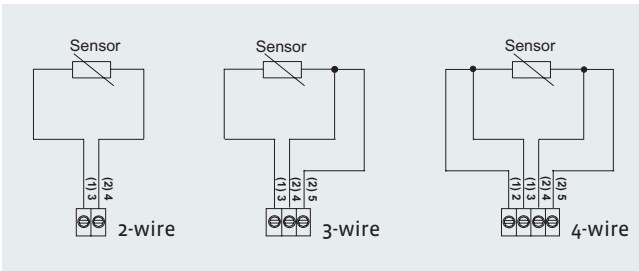 Sensor
Sensor
Sensor
(1) 3
(2) 4
2-wire
(1) 3
(2) 4
(2) 5
3-wire
(1) 2
(1) 3
(2) 4
(2) 5
4-wire